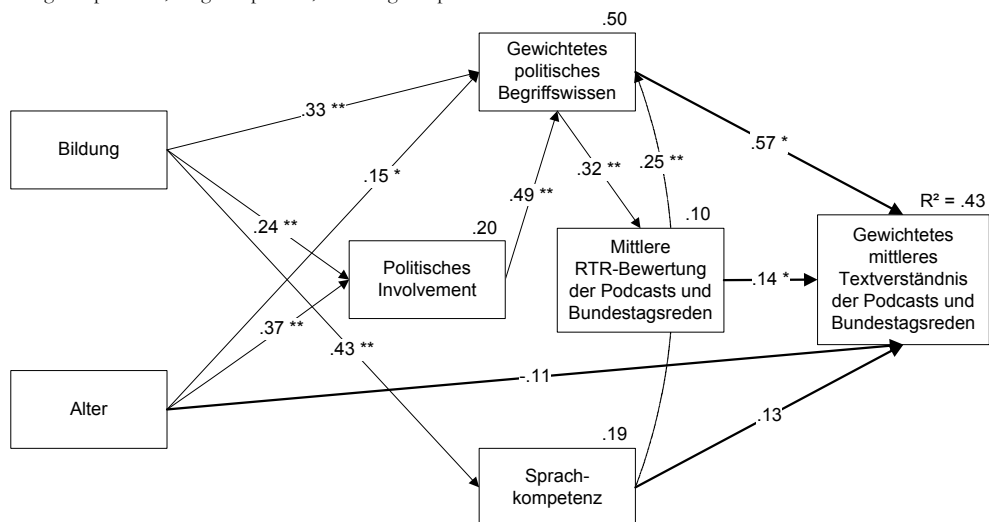 .50
Gewichtetes
politisches
Begriffswissen
.33 **
.57 *
Bildung
.15 *
.32 **
.25 **
.49 **
R² = .43
.24 **
.20
.10
Politisches
Involvement
Mittlere
RTR-Bewertung
der Podcasts und
Bundestagsreden
.14 *
Gewichtetes
mittleres
Textverständnis
der Podcasts und
Bundestagsreden
.37 **
.43 **
-.11
Alter
.13
.19
Sprach-
kompetenz